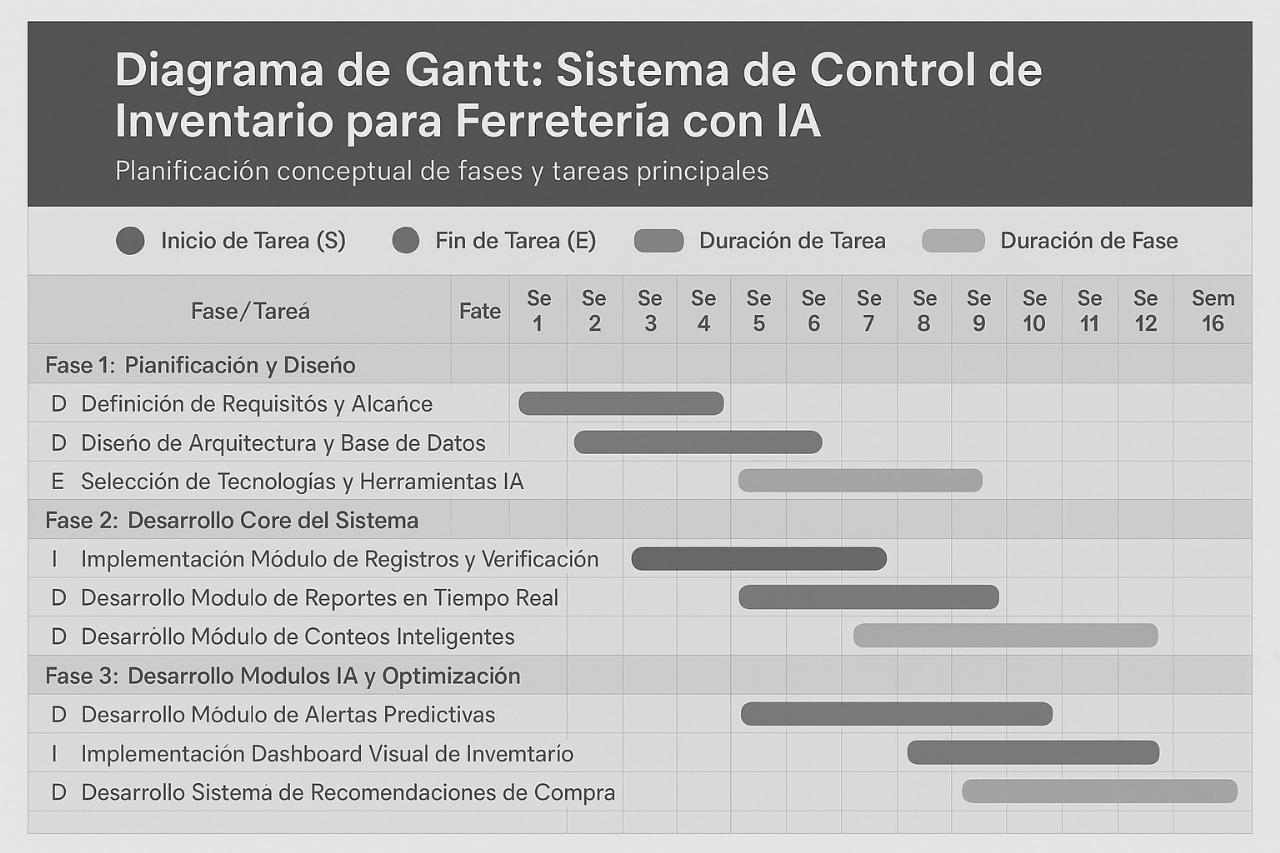 Diagrama de Gantt: Sistema de Control de
Inventario para Ferretería con IA
Planificación conceptual de fases y tareas principales
Inicio de Tarea (S) Fin de Tarea (E) Duración de Tarea Duración de Fase
Fase/Tareá Fate Se 1 Se 2 Se 3 Se 4 Se 5 Se 6 Se 7 Se 8 Se 9 Se 10 Se 11 Se 12 Sem 16
Fase 1: Pianificación y Diseño
D Definición de Requisitós y Alcańce
D Diseño de Arquitectura y Base de Datos
E Selección de Tecnologías y Herramientas IA
Fase 2: Desarrollo Core del Sistema
I Implementación Módulo de Registros y Verificación
D Desarrollo Modulo de Reportes en Tiempo Real
D Desarróllo Módulo de Conteos Inteligentes
Fase 3: Desarrollo Modulos IA y Optimización
D Desarrollo Módulo de Alertas Predictivas
I Implementación Dashboard Visual de Invemtarío
D Desarrollo Sistemà de Recomendaciones de Compra